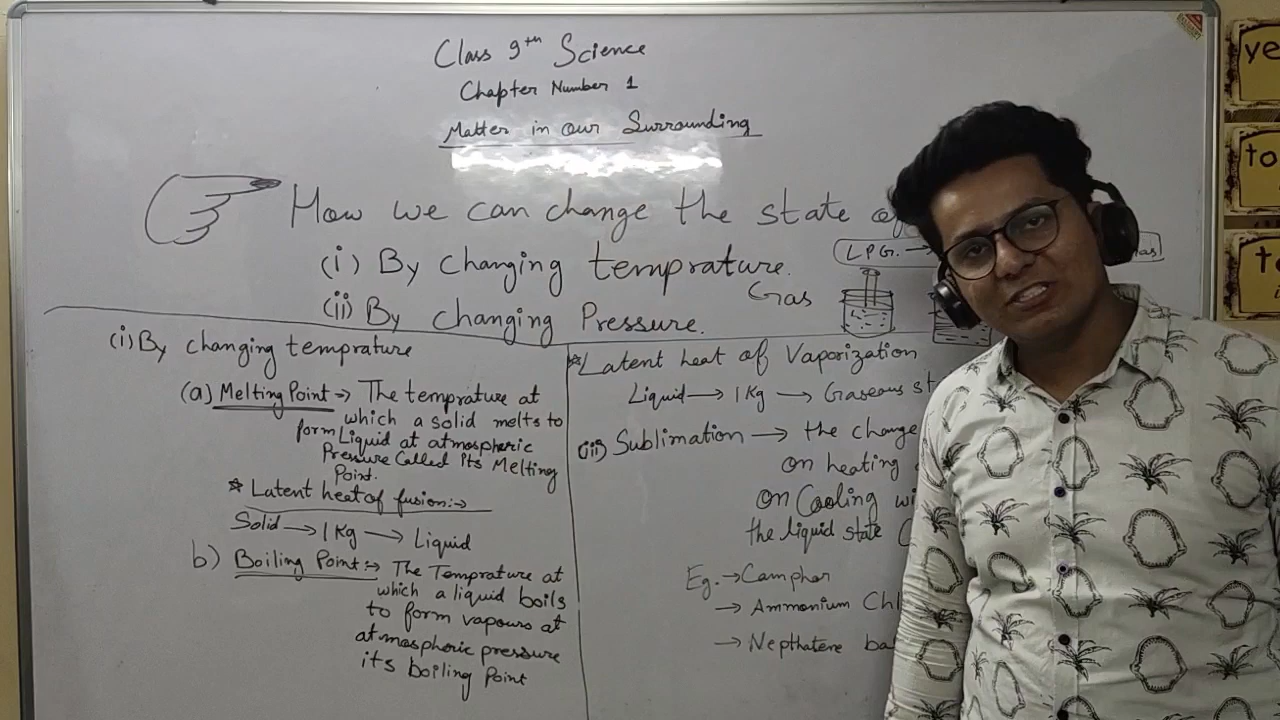 Class 9th Science
Chapter Number 1
Matter in our Surrounding
How we can change the state of
(i) By changing temprature.
(ii) By changing Pressure.
LPG. →
Gas
(i) By changing temprature
(a) Melting Point → The temprature at
which a solid melts to
form Liquid at atmospheric
Pressure Called its Melting
Point.
* Latent heat of fusion :→
Solid → 1 Kg → Liquid
b) Boiling Point :→ The Temprature at
which a liquid boils
to form vapours at
atmospheric pressure
its boiling Point
* Latent heat of Vaporization
Liquid → 1 Kg → Gaseous st
(iii) Sublimation → the change
on heating
on Cooling wi
the liquid state (
Eg. → Camphor
→ Ammonium Chl
→ Nepthatene ba
ye
to